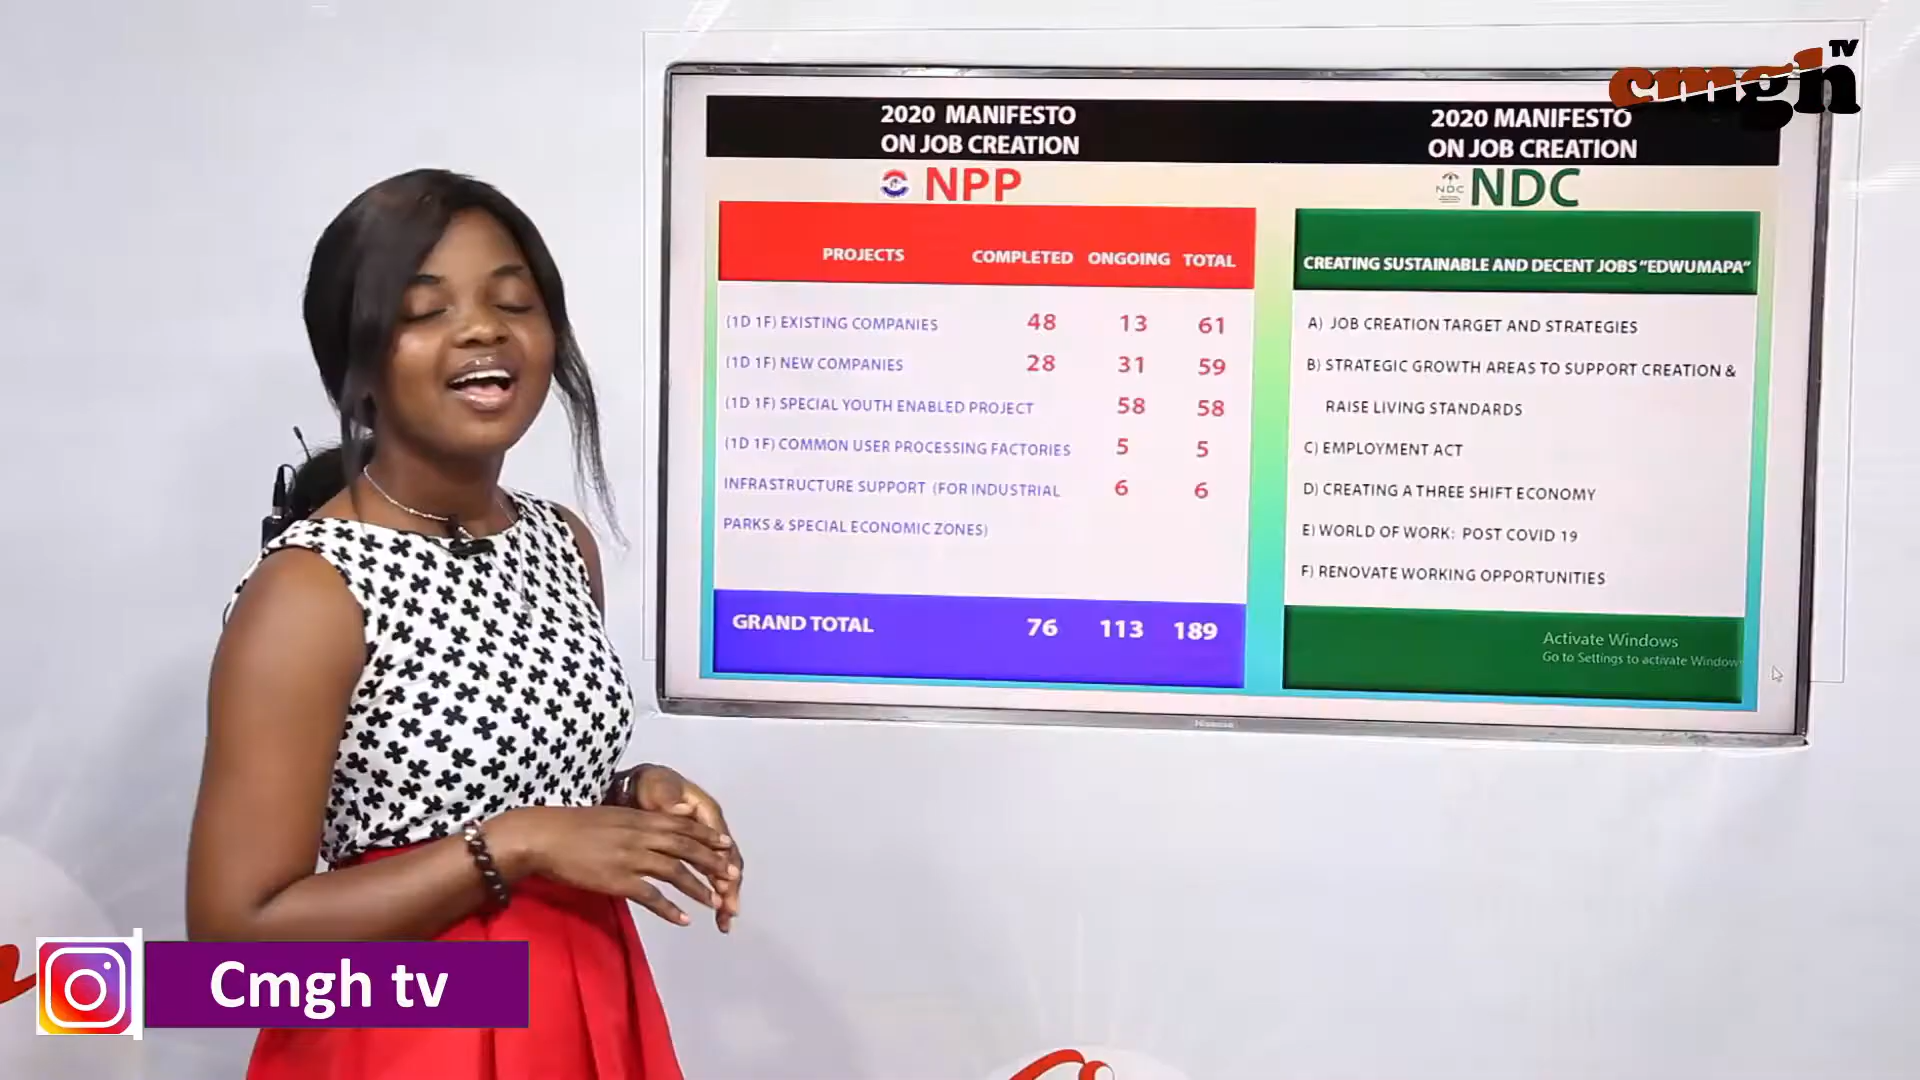 cmgh TV
2020 MANIFESTO
ON JOB CREATION
NPP
PROJECTS COMPLETED ONGOING TOTAL
(1D 1F) EXISTING COMPANIES 48 13 61
(1D 1F) NEW COMPANIES 28 31 59
(1D 1F) SPECIAL YOUTH ENABLED PROJECT 58 58
(1D 1F) COMMON USER PROCESSING FACTORIES 5 5
INFRASTRUCTURE SUPPORT (FOR INDUSTRIAL 6 6
PARKS & SPECIAL ECONOMIC ZONES)
GRAND TOTAL 76 113 189
2020 MANIFESTO
ON JOB CREATION
NDC NDC
CREATING SUSTAINABLE AND DECENT JOBS "EDWUMAPA"
A) JOB CREATION TARGET AND STRATEGIES
B) STRATEGIC GROWTH AREAS TO SUPPORT CREATION &
RAISE LIVING STANDARDS
C) EMPLOYMENT ACT
D) CREATING A THREE SHIFT ECONOMY
E) WORLD OF WORK: POST COVID 19
F) RENOVATE WORKING OPPORTUNITIES
Activate Windows
Go to Settings to activate Window
Hisense
Cmgh tv